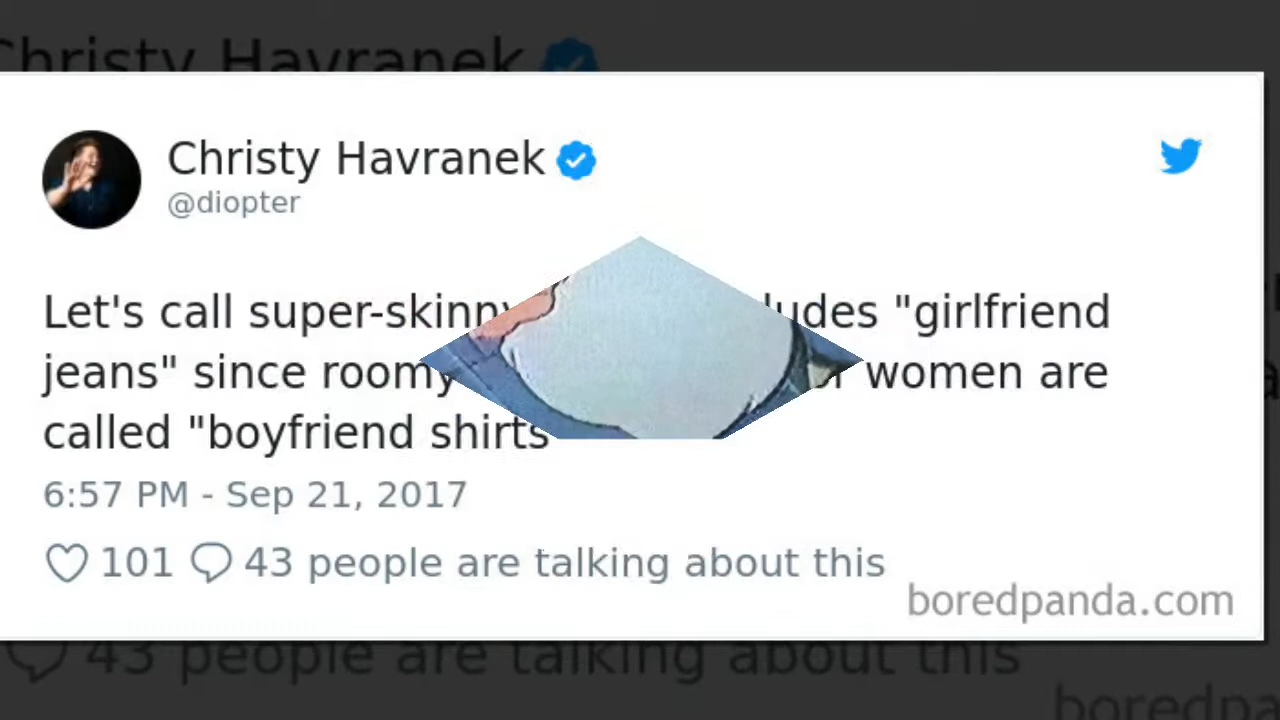 Christy Havranek
Christy Havranek
@diopter
Let's call super-skinny "girlfriend
jeans" since roomy women are
called "boyfriend shirts
6:57 PM - Sep 21, 2017
101 43 people are talking about this
boredpanda.com
43 people are talking about this